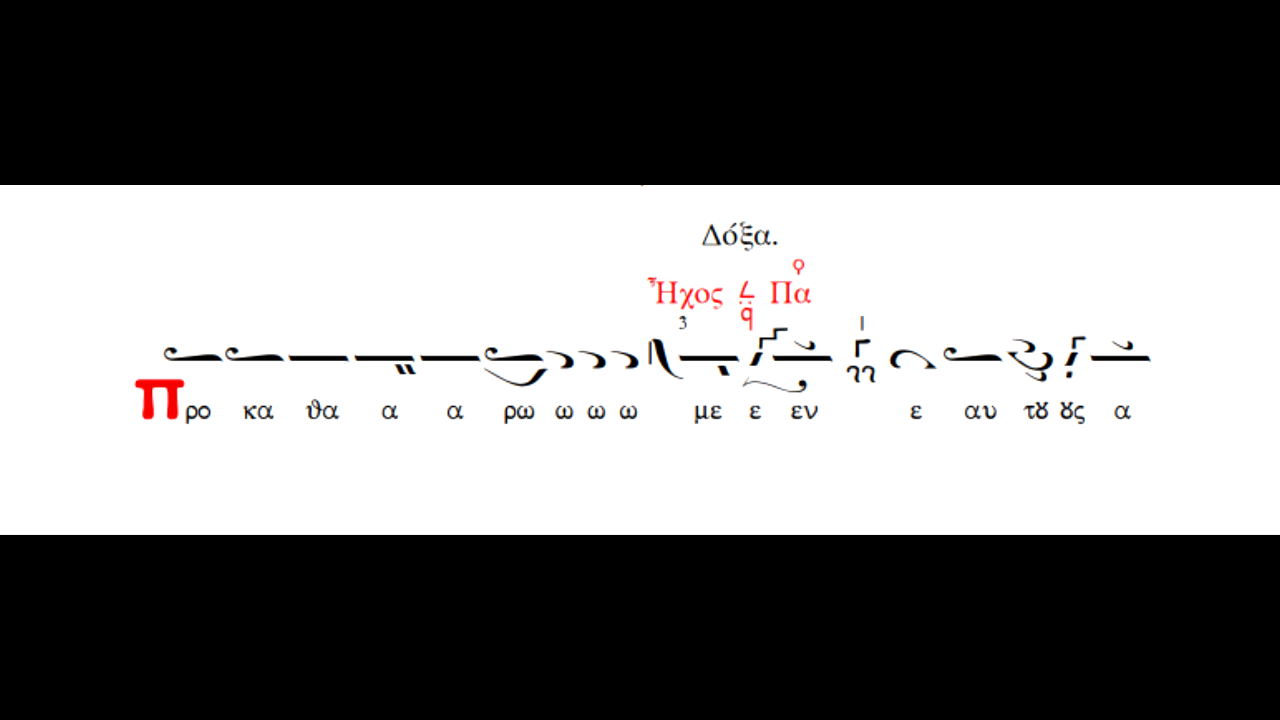 Δόξα.
Ἦχος Πα
Προ κα θα α α ρω ω ω ω με ε εν ε αυ τȣ ȣς α